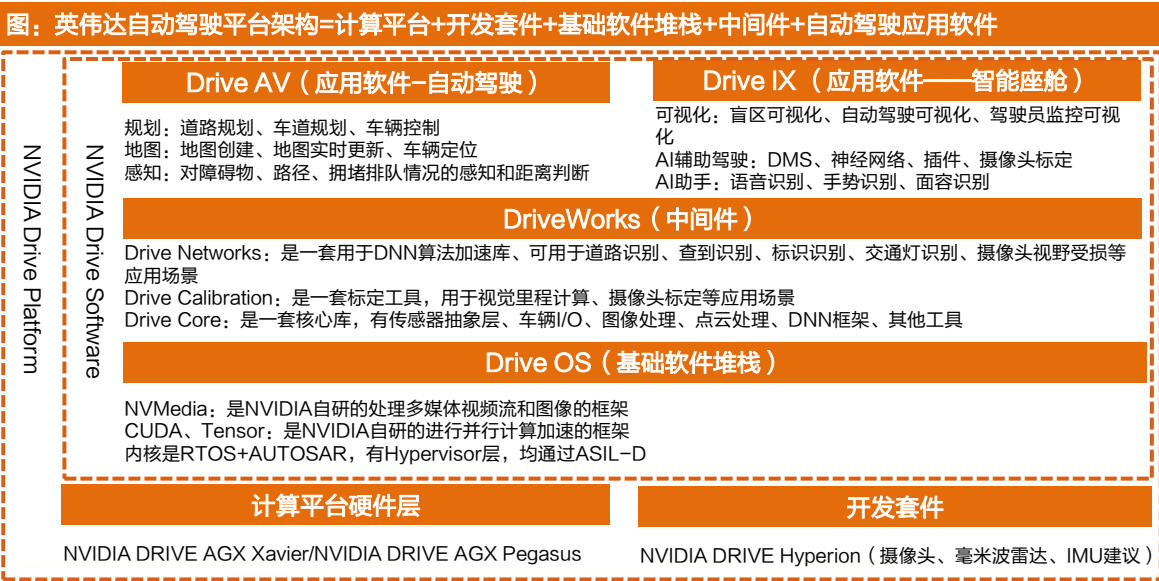 图：英伟达自动驾驶平台架构=计算平台+开发套件+基础软件堆栈+中间件+自动驾驶应用软件
NVIDIA Drive Platform
NVIDIA Drive Software
Drive AV（应用软件-自动驾驶）
规划：道路规划、车道规划、车辆控制
地图：地图创建、地图实时更新、车辆定位
感知：对障碍物、路径、拥堵排队情况的感知和距离判断
Drive IX （应用软件——智能座舱）
可视化：盲区可视化、自动驾驶可视化、驾驶员监控可视
化
AI辅助驾驶：DMS、神经网络、插件、摄像头标定
AI助手：语音识别、手势识别、面容识别
DriveWorks（中间件）
Drive Networks：是一套用于DNN算法加速库、可用于道路识别、查到识别、标识识别、交通灯识别、摄像头视野受损等
应用场景
Drive Calibration：是一套标定工具，用于视觉里程计算、摄像头标定等应用场景
Drive Core：是一套核心库，有传感器抽象层、车辆I/O、图像处理、点云处理、DNN框架、其他工具
Drive OS（基础软件堆栈）
NVMedia：是NVIDIA自研的处理多媒体视频流和图像的框架
CUDA、Tensor：是NVIDIA自研的进行并行计算加速的框架
内核是RTOS+AUTOSAR，有Hypervisor层，均通过ASIL-D
计算平台硬件层
NVIDIA DRIVE AGX Xavier/NVIDIA DRIVE AGX Pegasus
开发套件
NVIDIA DRIVE Hyperion（摄像头、毫米波雷达、IMU建议）